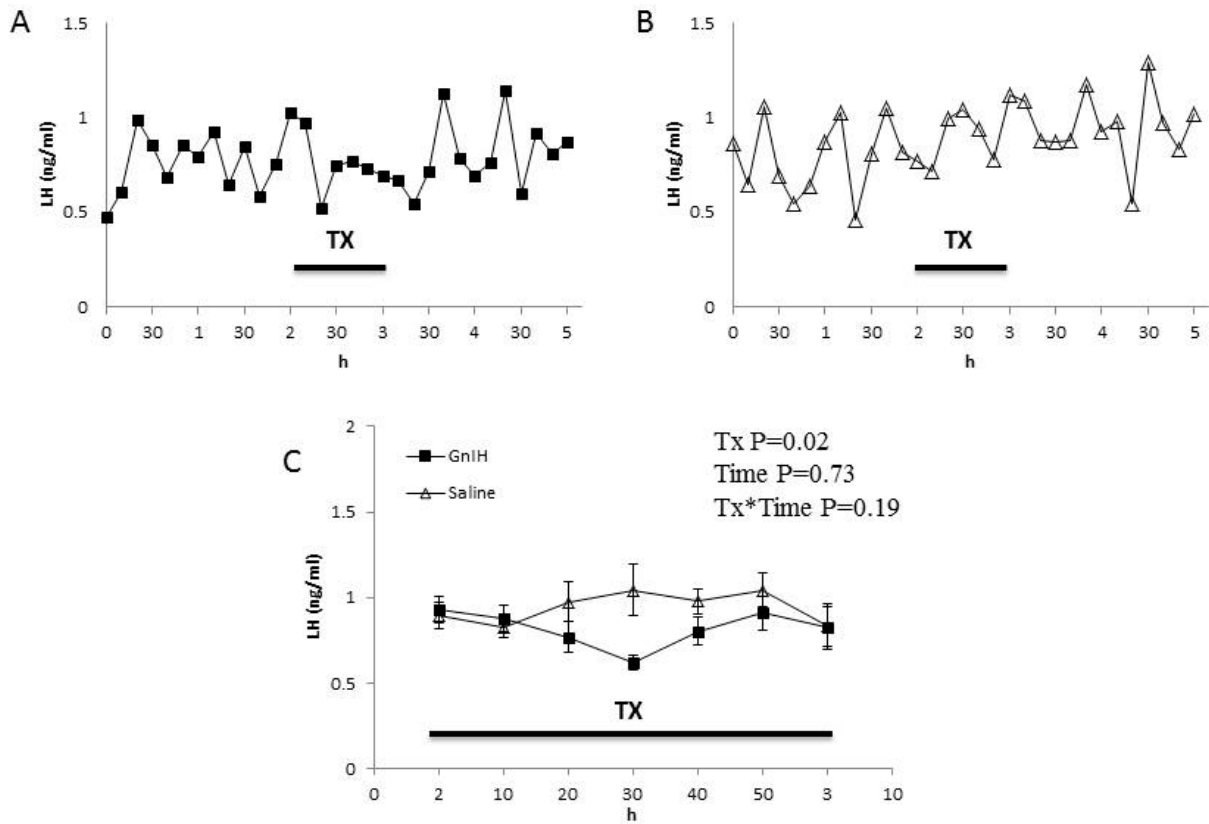 A
1.5
1
0.5
0
LH (ng/ml)
TX
0 30 1 30 2 30 3 30 4 30 5
h
B
1.5
1
0.5
0
LH (ng/ml)
TX
0 30 1 30 2 30 3 30 4 30 5
h
C
2
1.5
1
0.5
0
LH (ng/ml)
GnIH
Saline
Tx P=0.02
Time P=0.73
Tx*Time P=0.19
TX
0 2 10 20 30 40 50 3 10
h